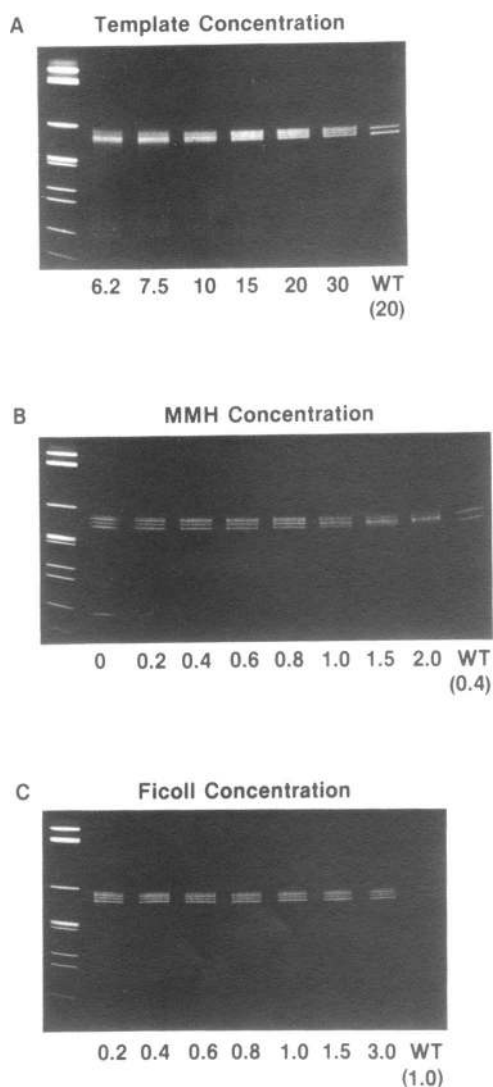 A Template Concentration
6.2 7.5 10 15 20 30 WT
(20)
B MMH Concentration
0 0.2 0.4 0.6 0.8 1.0 1.5 2.0 WT
(0.4)
C Ficoll Concentration
0.2 0.4 0.6 0.8 1.0 1.5 3.0 WT
(1.0)